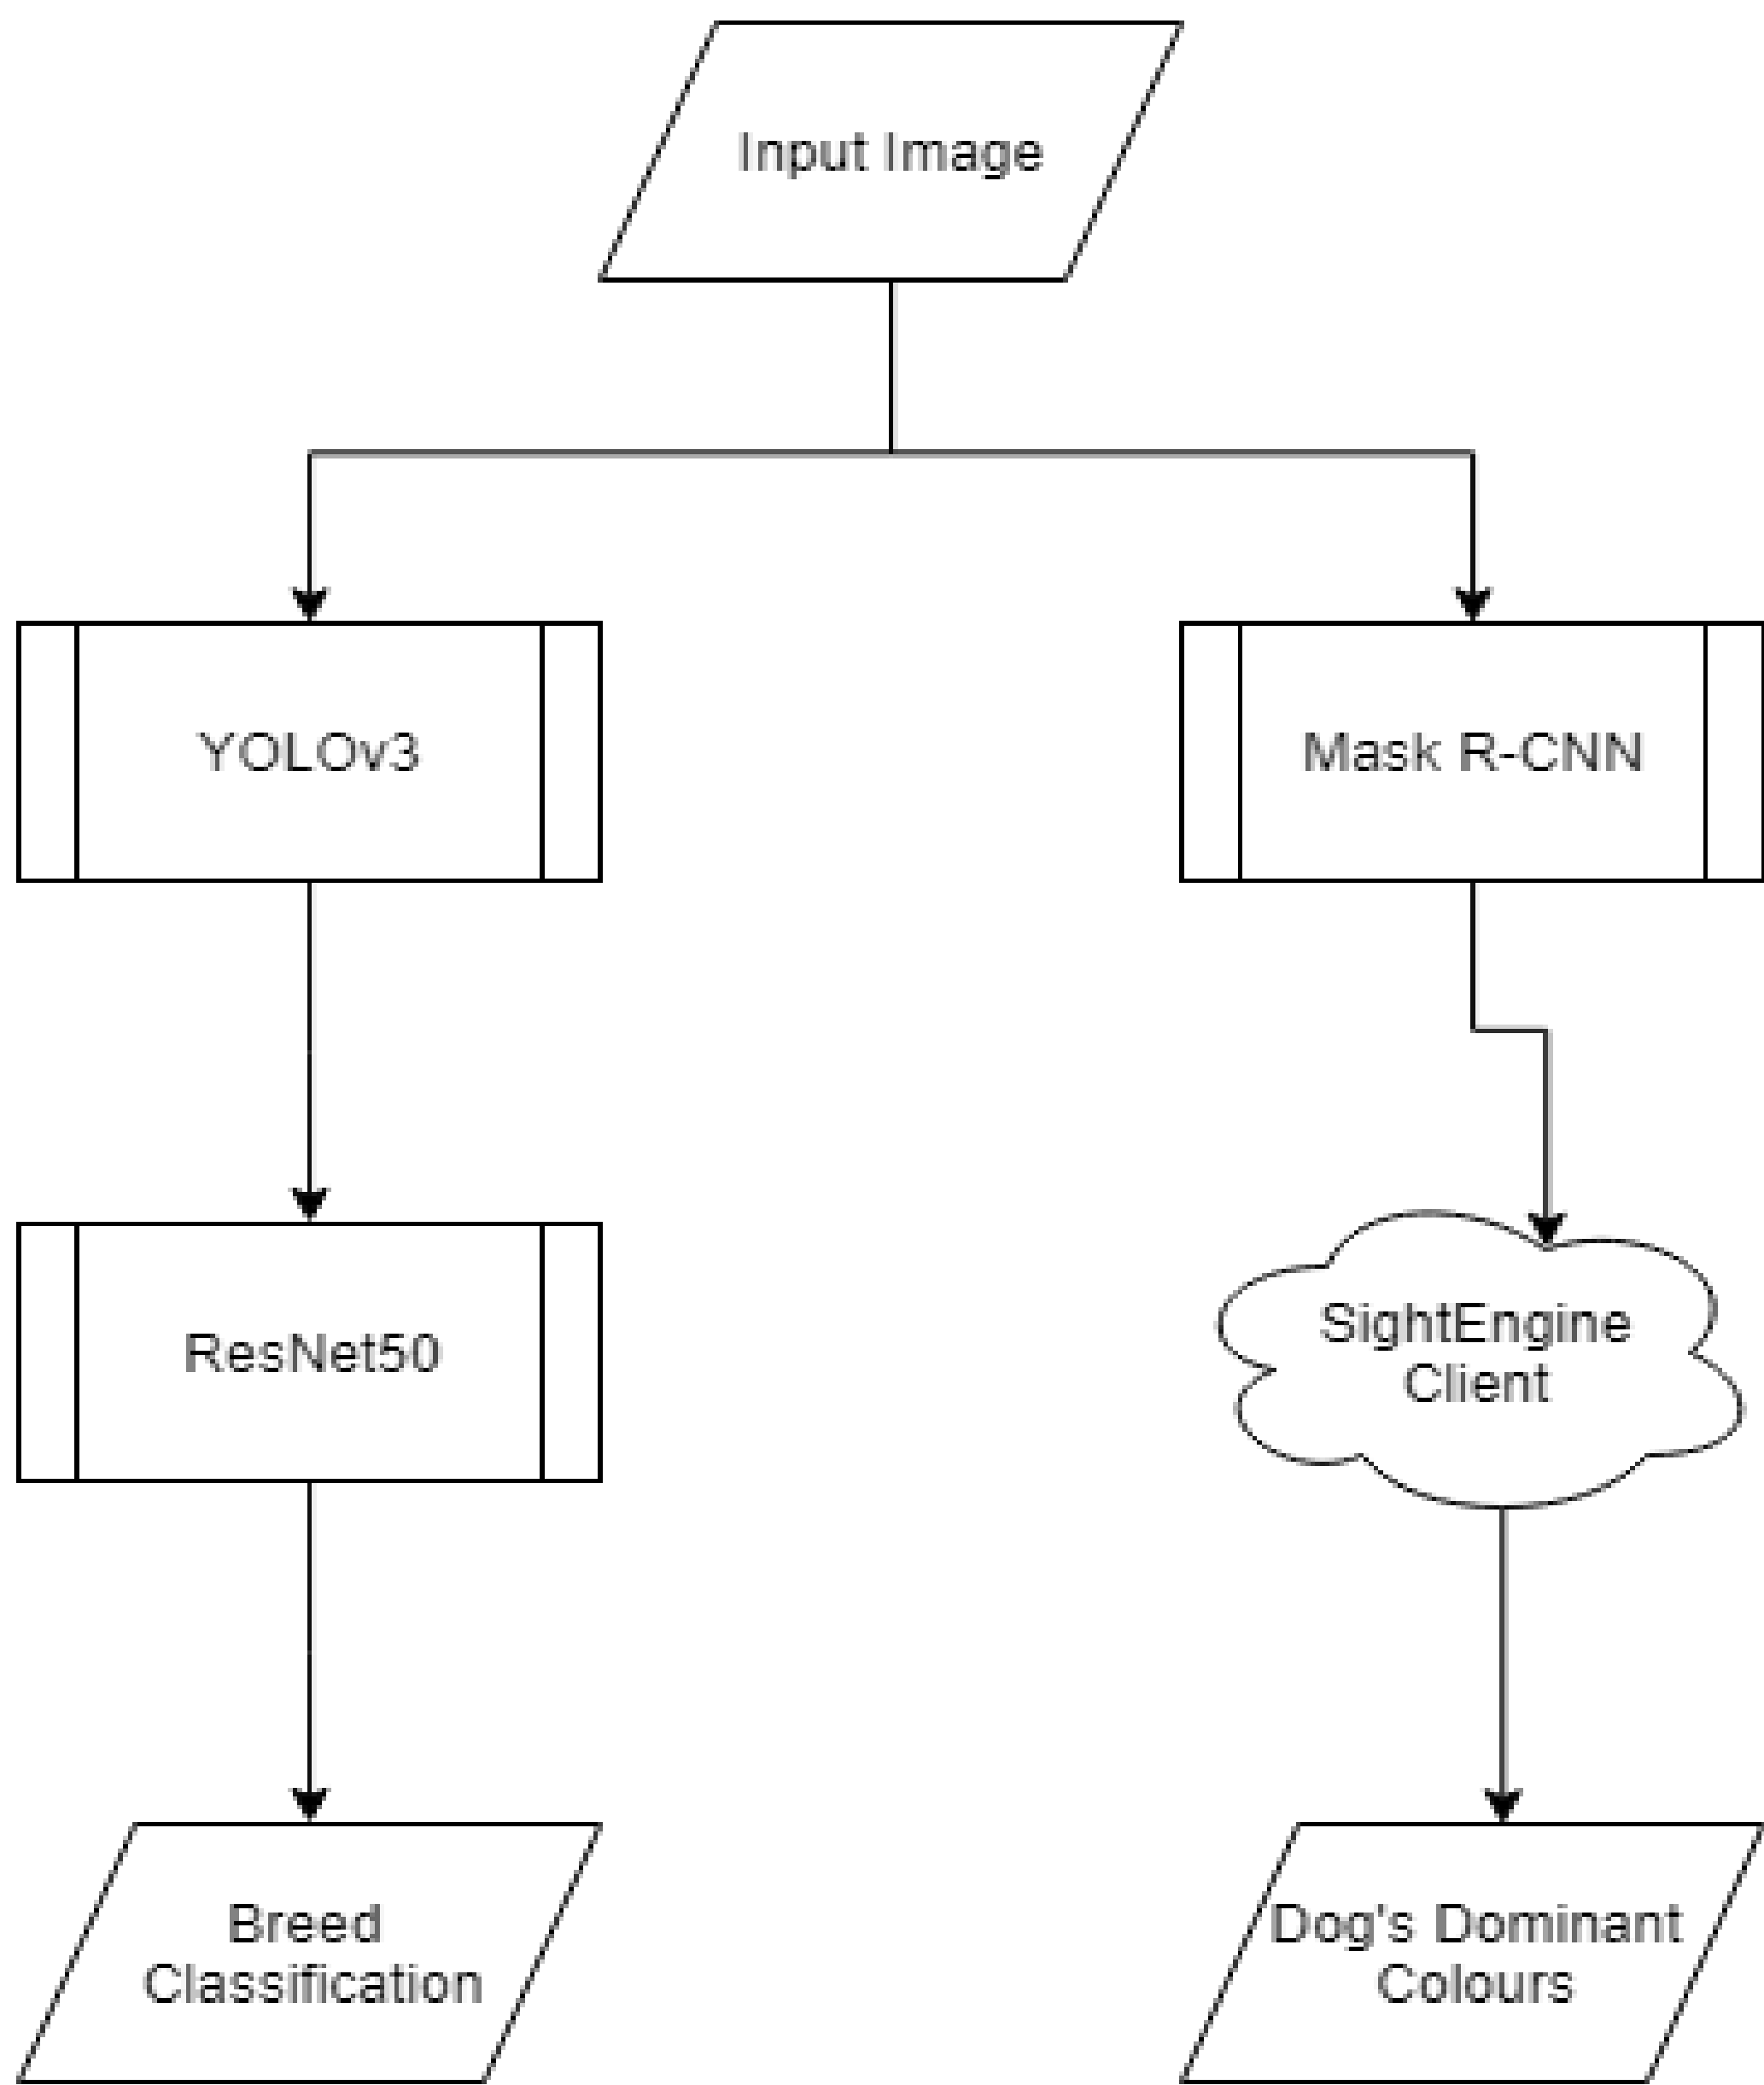 Input Image
YOLOv3
Mask R-CNN
ResNet50
SightEngine
Client
Breed
Classification
Dog's Dominant
Colours